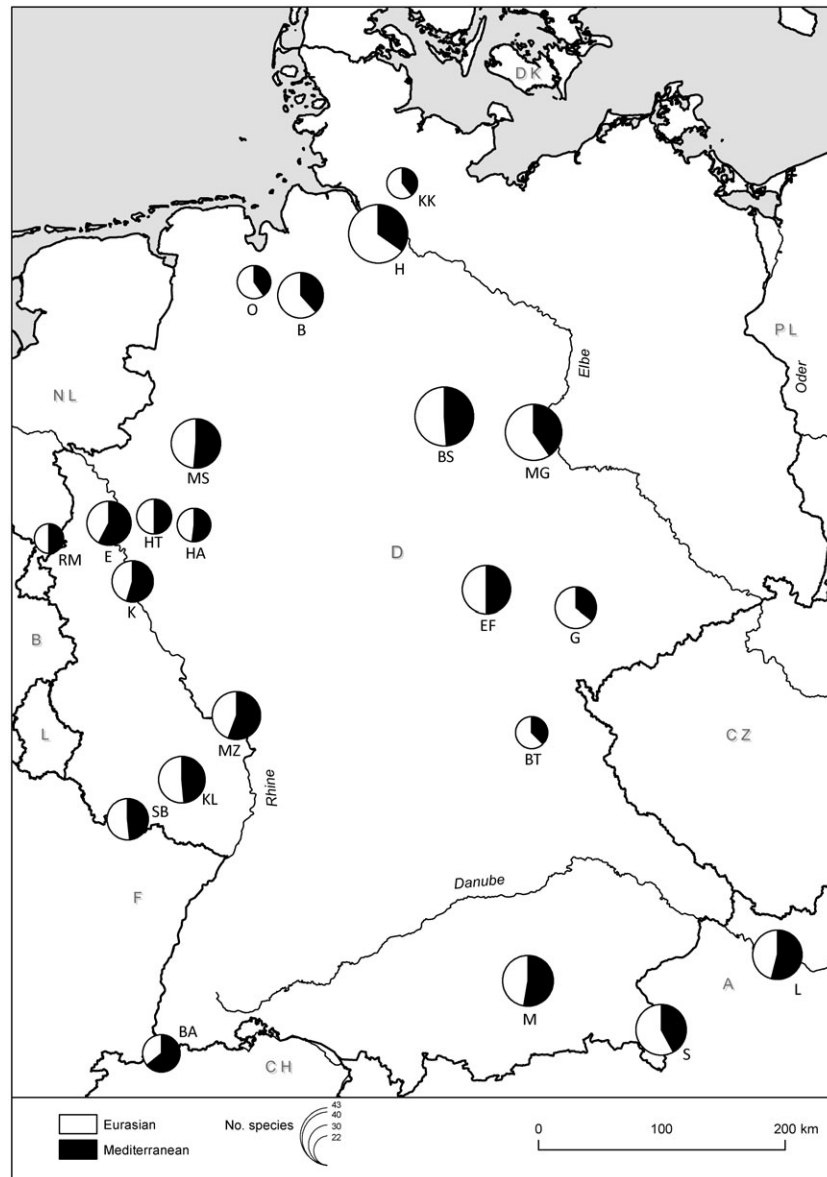 DK
KK
H
O
B
PL
Elbe
Oder
NL
BS
MG
MS
E
HT
HA
RM
D
K
EF
G
B
L
MZ
BT
CZ
KL
SB
Rhine
F
Danube
L
A
M
S
BA
CH
Eurasian
Mediterranean
No. species
43
40
30
22
0
100
200 km